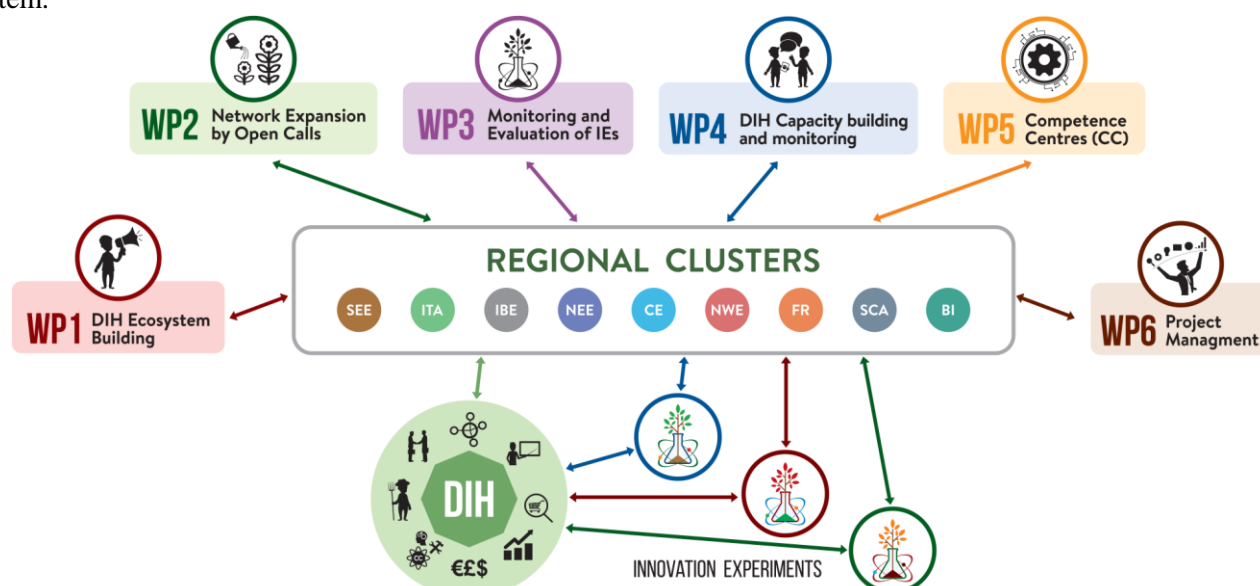 tem.
WP2 Network Expansion
by Open Calls
WP3 Monitoring and
Evaluation of IEs
WP4 DIH Capacity building
and monitoring
WP5 Competence
Centres (CC)
WP1 DIH Ecosystem
Building
REGIONAL CLUSTERS
SEE ITA IBE NEE CE NWE FR SCA BI
WP6 Project
Managment
DIH
€£$
INNOVATION EXPERIMENTS